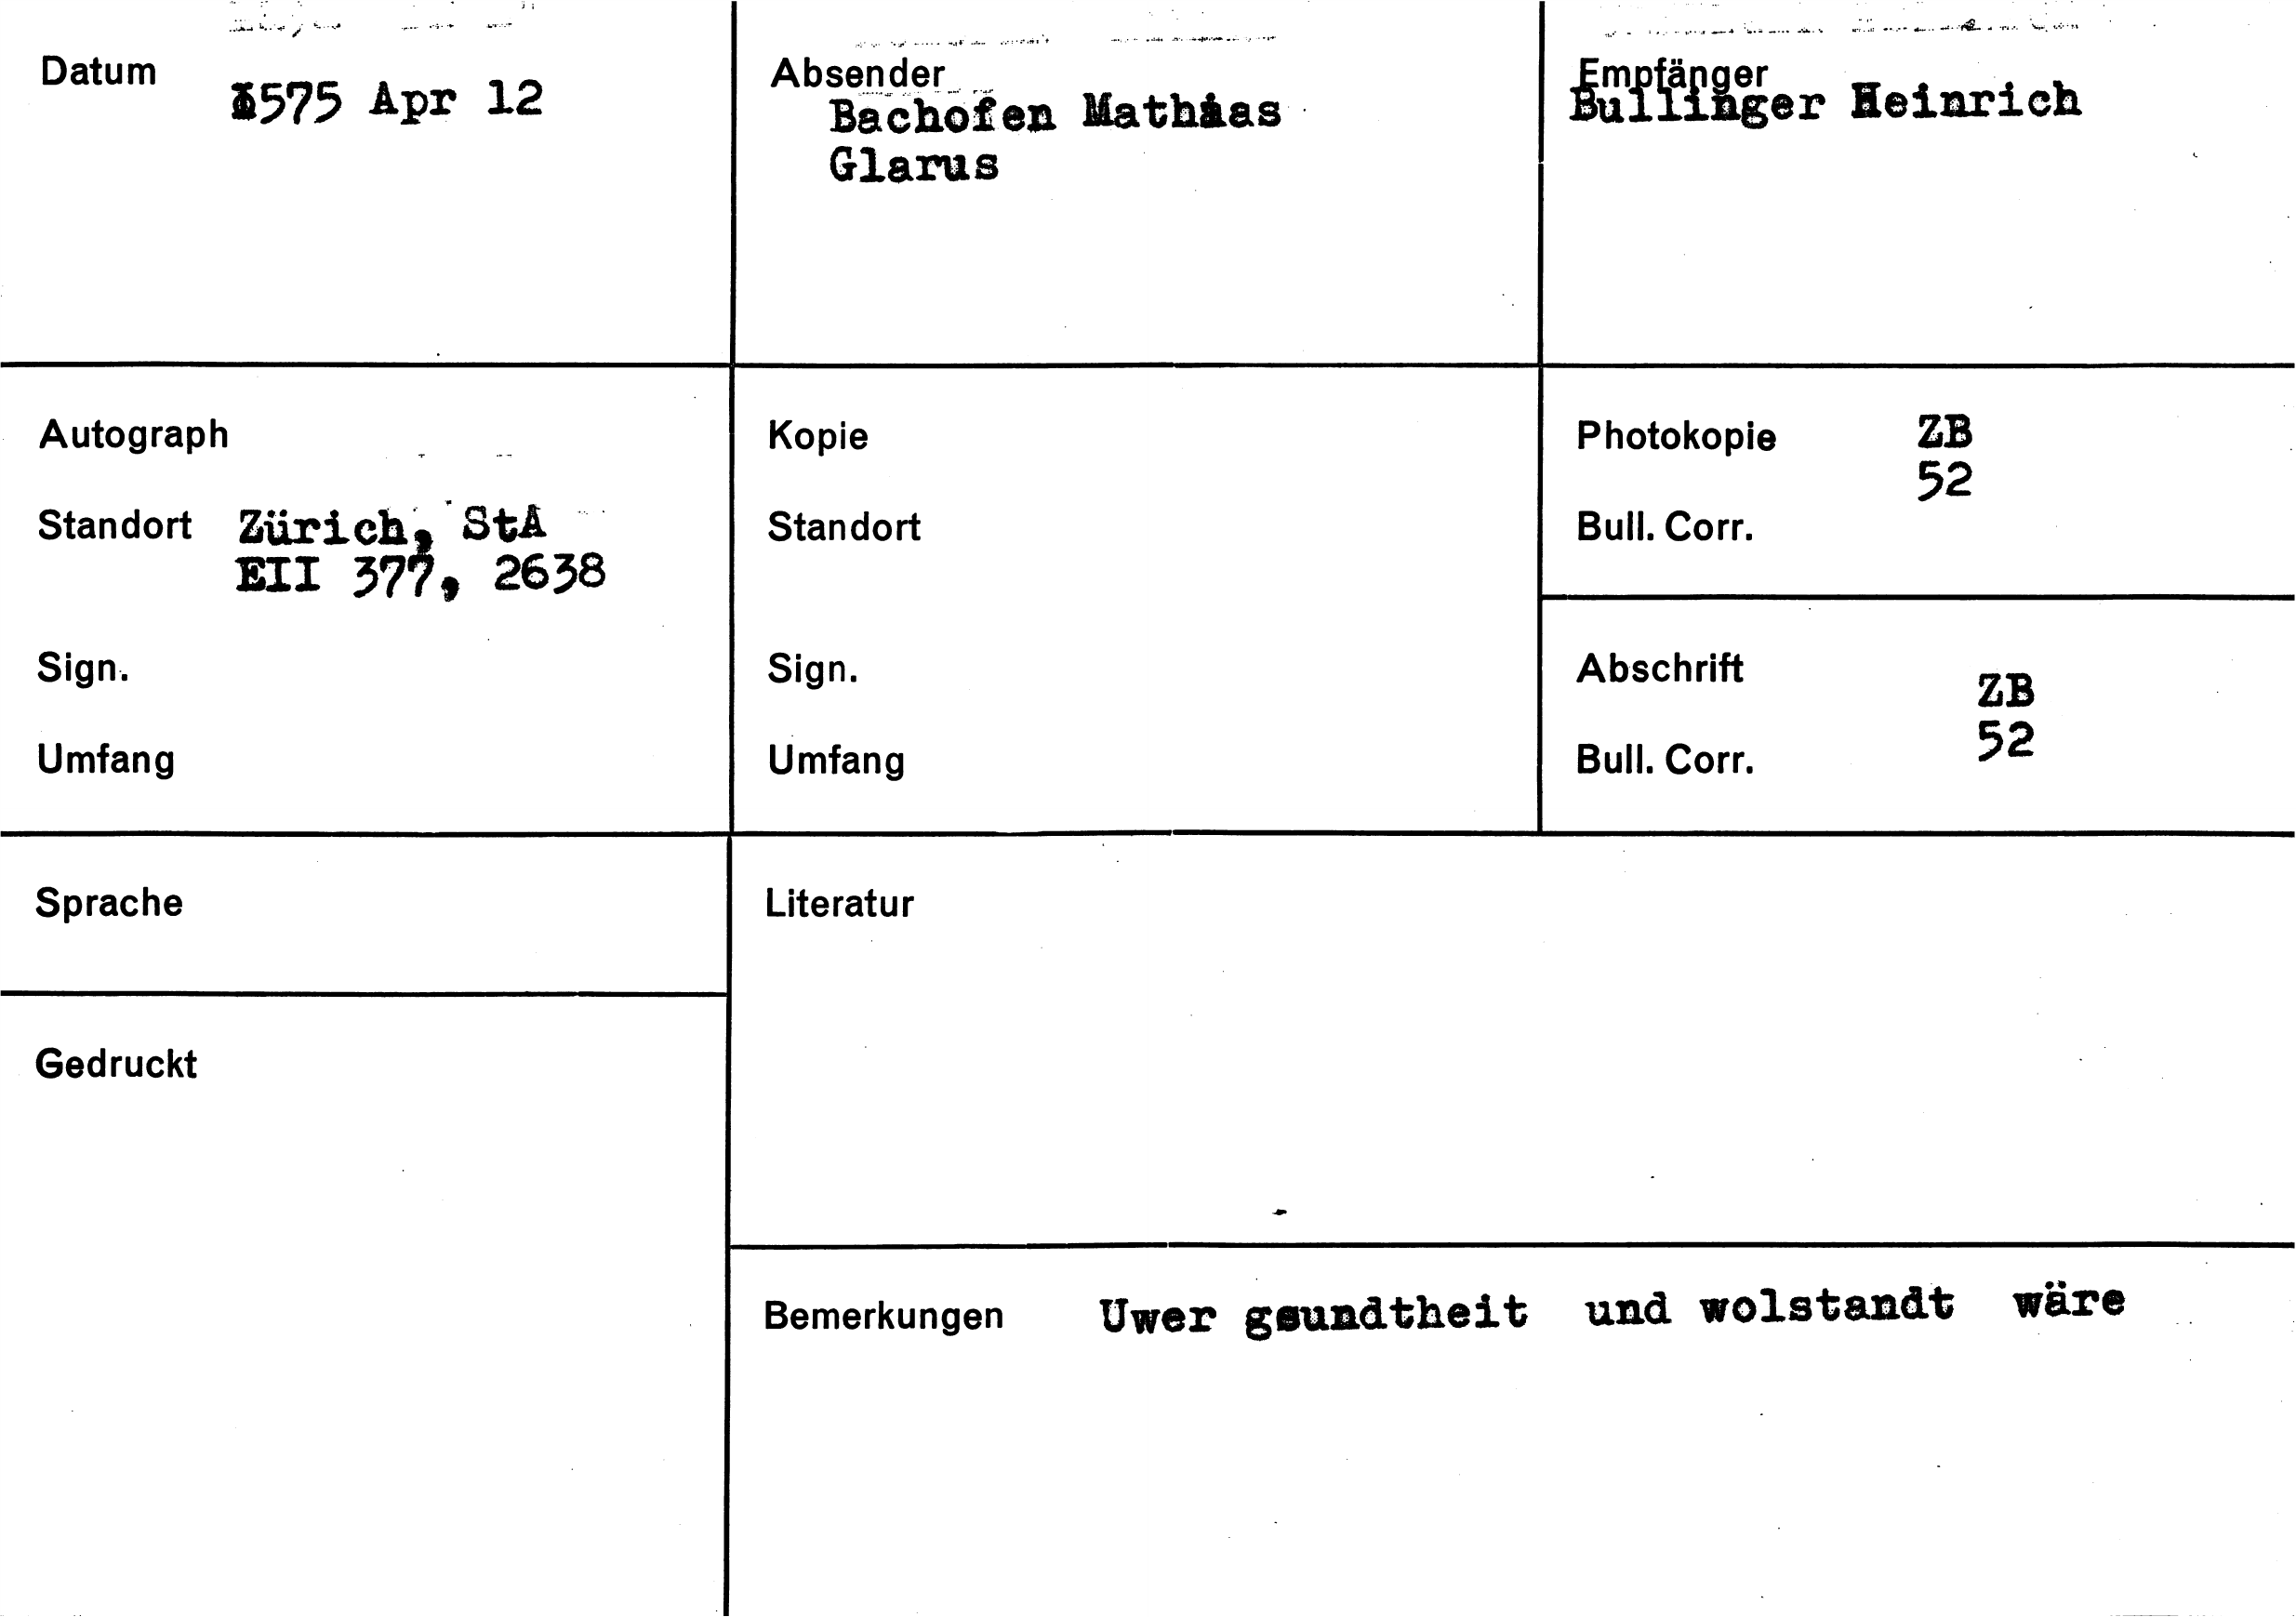 Datum 1575 Apr 12
Absender
Bachofen Mathias
Glarus
Empfänger
Bullinger Heinrich
Autograph
Standort Zürich, StA
EII 377, 2638
Sign.
Umfang
Kopie
Standort
Sign.
Umfang
Photokopie ZB
52
Bull. Corr.
Abschrift ZB
52
Bull. Corr.
Sprache
Literatur
Gedruckt
Bemerkungen Uwer gsundtheit und wolstandt wäre